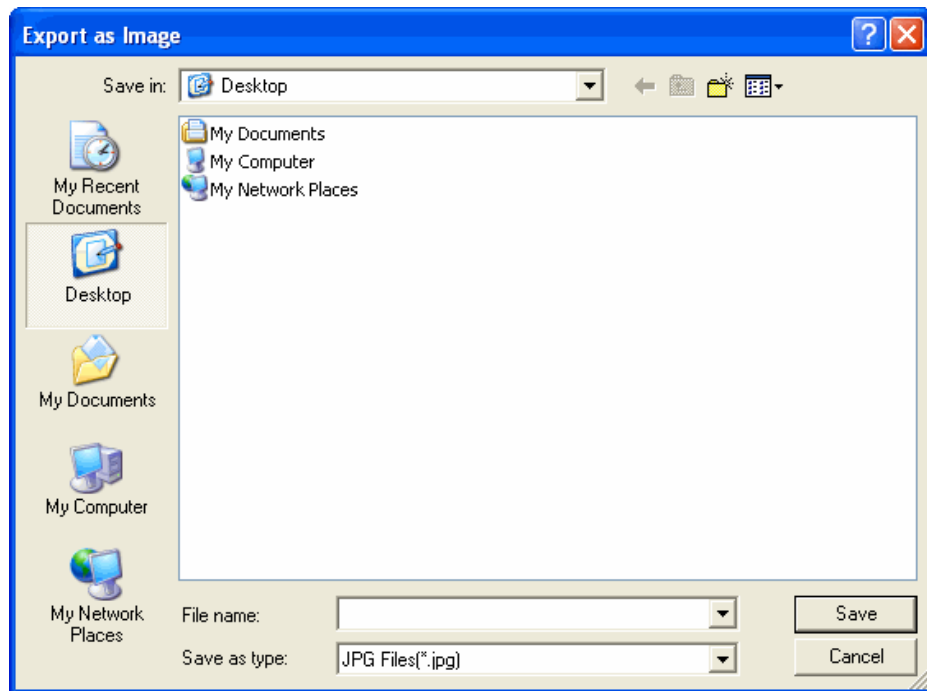 Export as Image
Save in:
Desktop
My Recent
Documents
Desktop
My Documents
My Computer
My Network
Places
My Documents
My Computer
My Network Places
File name:
Save
Save as type:
JPG Files(*.jpg)
Cancel